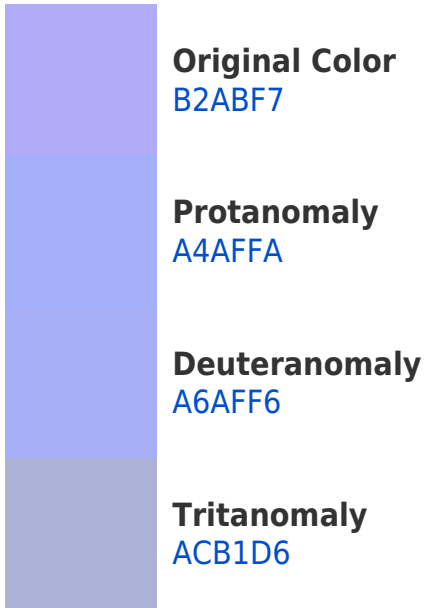 Original Color
B2ABF7
Protanomaly
A4AFFA
Deuteranomaly
A6AFF6
Tritanomaly
ACB1D6